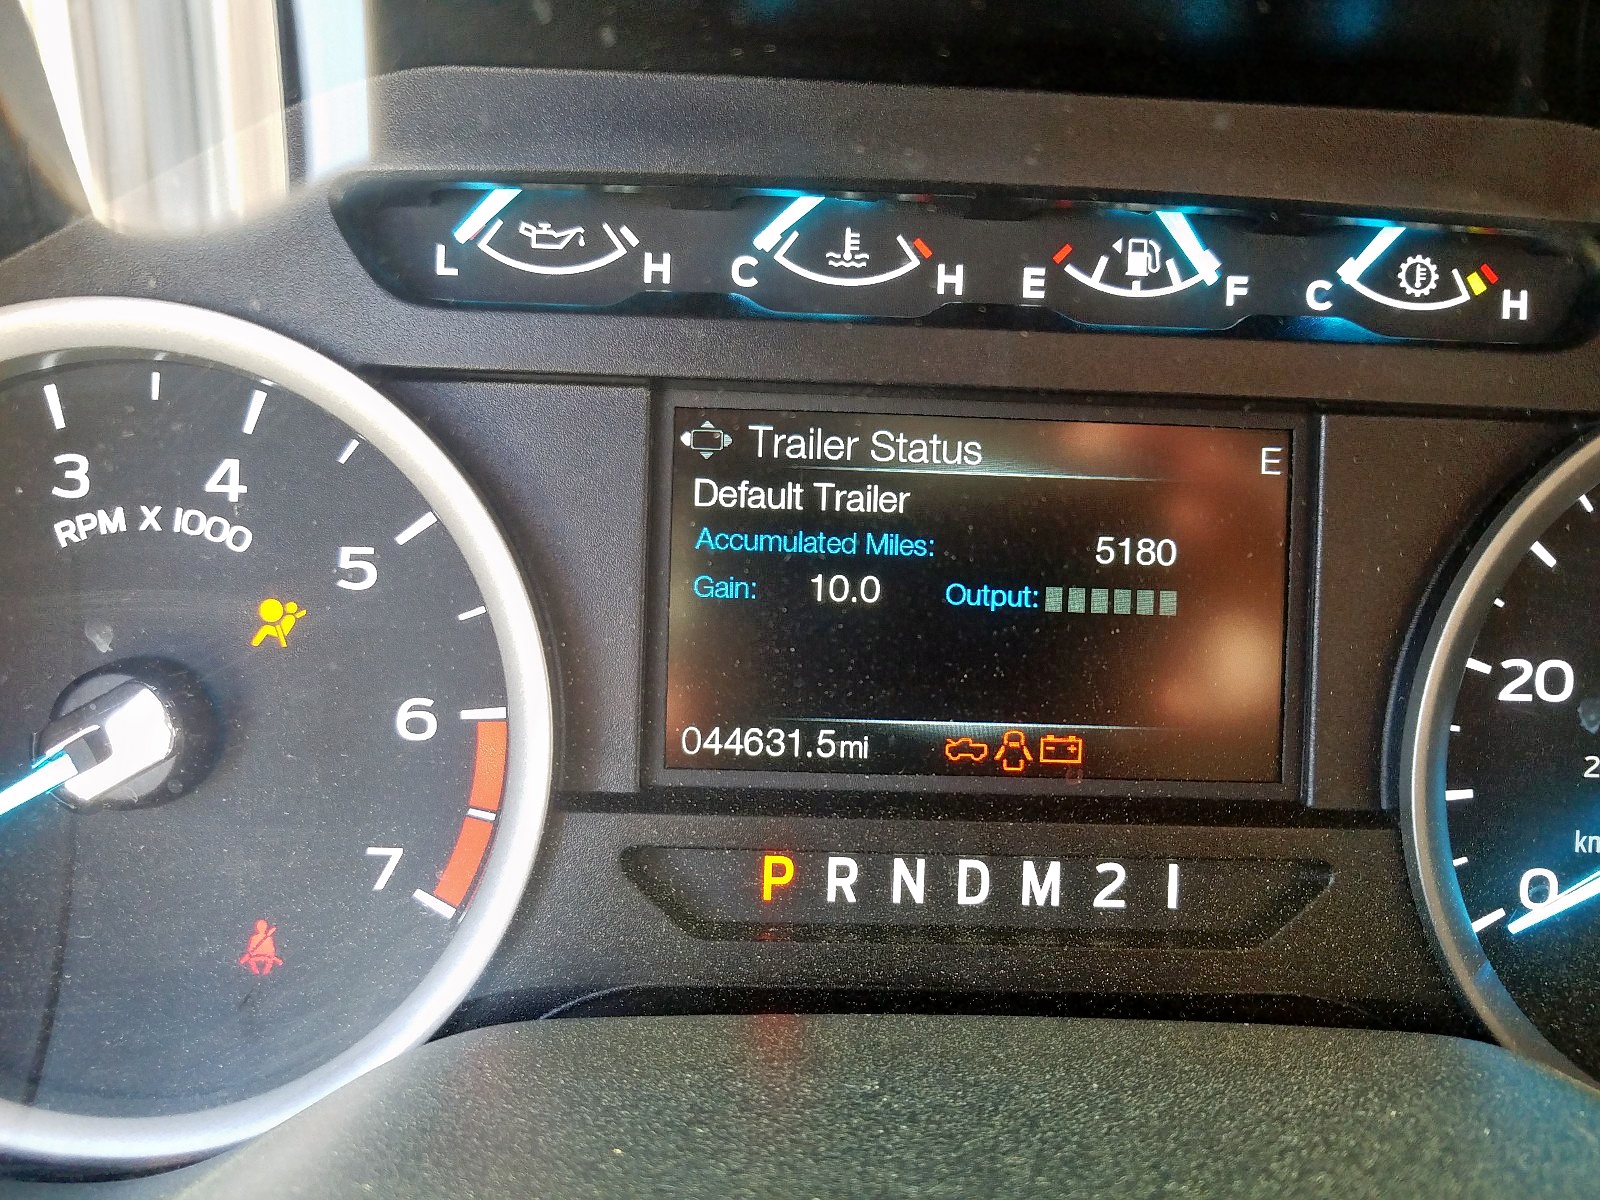 L H C H E F C H
3 4 5 6 7
RPM X 1000
Trailer Status E
Default Trailer
Accumulated Miles: 5180
Gain: 10.0 Output:
044631.5mi
P R N D M 2 1
20
0